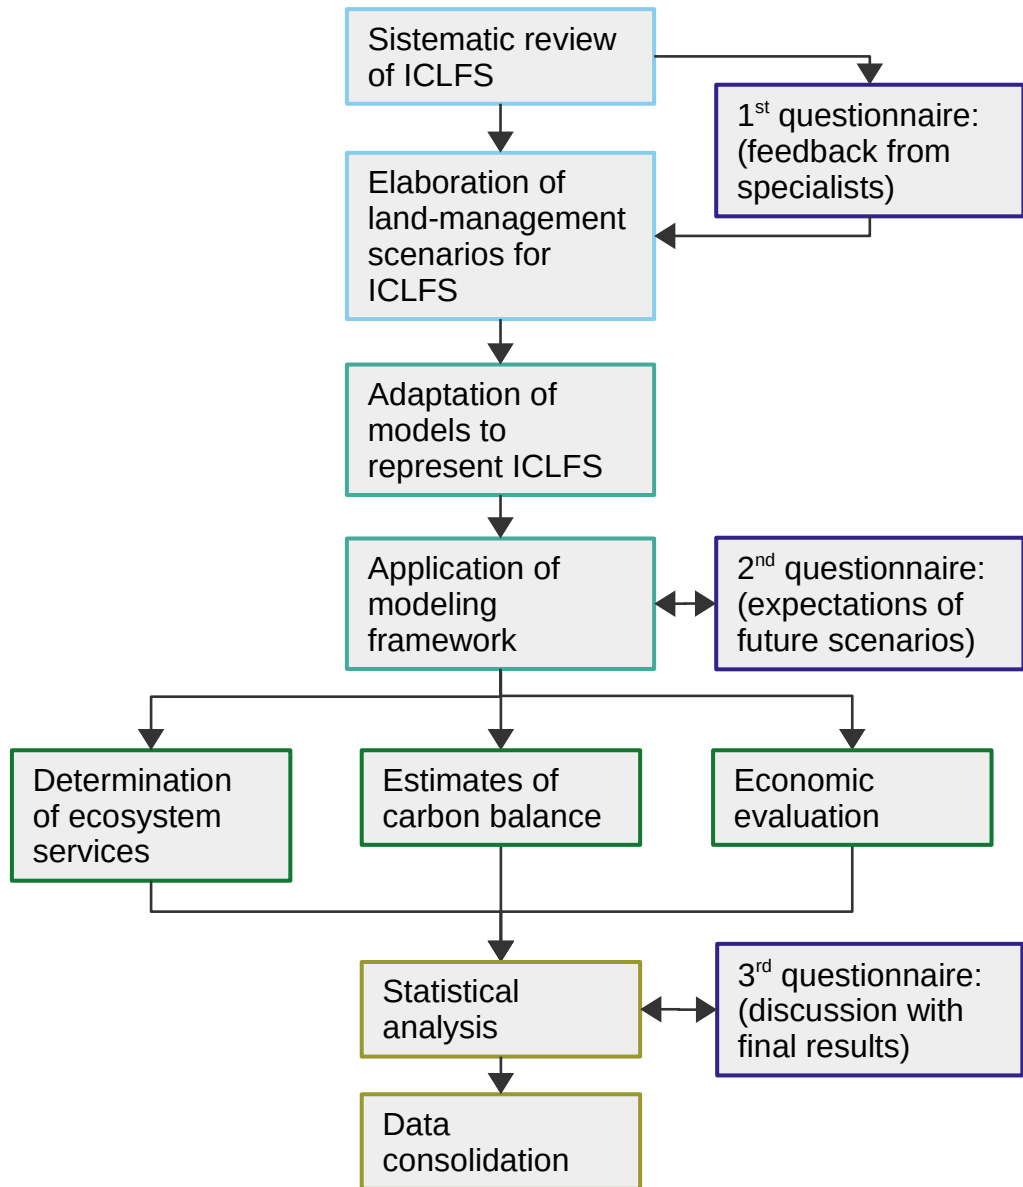 Sistematic review
of ICLFS
1st questionnaire:
(feedback from
specialists)
Elaboration of
land-management
scenarios for
ICLFS
Adaptation of
models to
represent ICLFS
Application of
modeling
framework
2nd questionnaire:
(expectations of
future scenarios)
Determination
of ecosystem
services
Estimates of
carbon balance
Economic
evaluation
Statistical
analysis
3rd questionnaire:
(discussion with
final results)
Data
consolidation